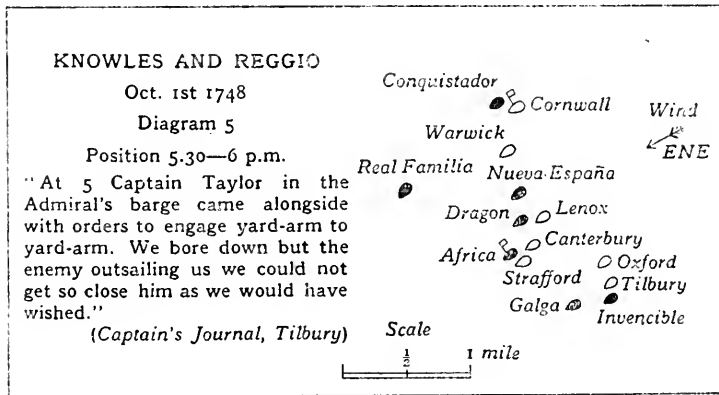 KNOWLES AND REGGIO
Oct. 1st 1748
Diagram 5
Position 5.30—6 p.m.
"At 5 Captain Taylor in the
Admiral's barge came alongside
with orders to engage yard-arm to
yard-arm. We bore down but the
enemy outsailing us we could not
get so close him as we would have
wished."
(Captain's Journal, Tilbury)
Conquistador
Cornwall
Wind
ENE
Warwick
Real Familia
Nueva España
Dragon
Lenox
Africa
Canterbury
Strafford
Oxford
Tilbury
Galga
Invencible
Scale
½
1 mile